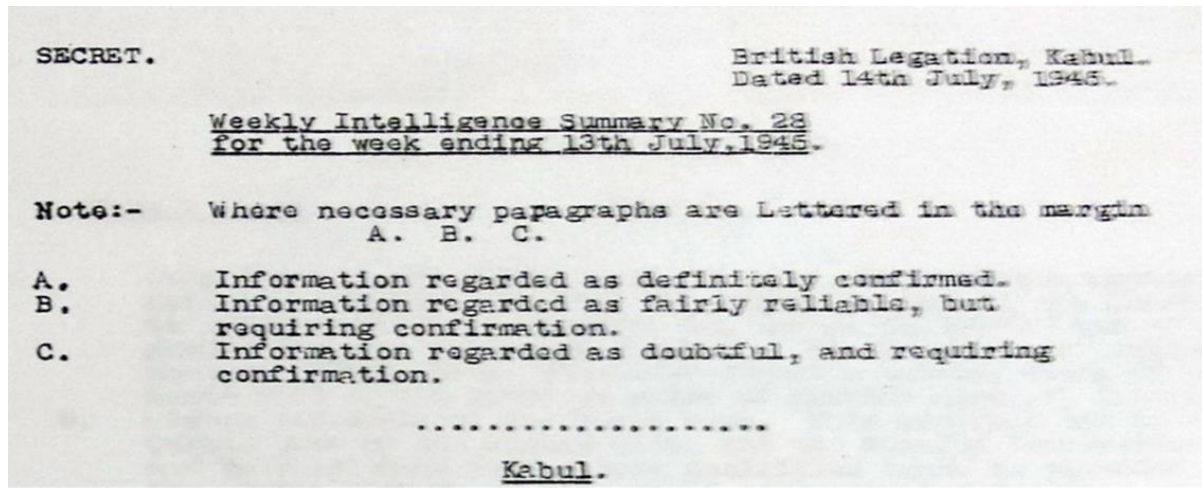 SECRET.
British Legation, Kabul.
Dated 14th July, 1945.
Weekly Intelligence Summary No. 28
for the week ending 13th July,1945.
Note:- Where necessary papagraphs are Lettered in the margin
A. B. C.
A. Information regarded as definitely confirmed.
B. Information regarded as fairly reliable, but
requiring confirmation.
C. Information regarded as doubtful, and requiring
confirmation.
...................
Kabul.